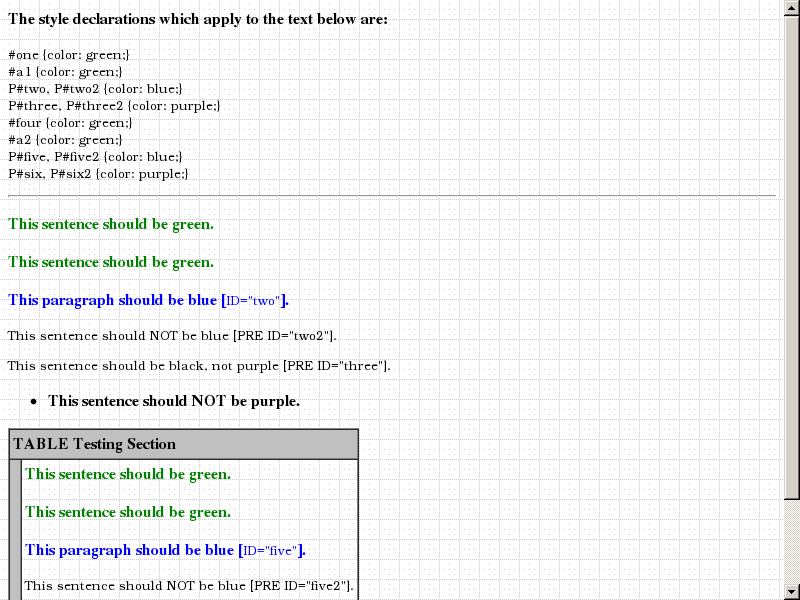 The style declarations which apply to the text below are:
#one {color: green;}
#a1 {color: green;}
P#two, P#two2 {color: blue;}
P#three, P#three2 {color: purple;}
#four {color: green;}
#a2 {color: green;}
P#five, P#five2 {color: blue;}
P#six, P#six2 {color: purple;}
This sentence should be green.
This sentence should be green.
This paragraph should be blue [ID="two"].
This sentence should NOT be blue [PRE ID="two2"].
This sentence should be black, not purple [PRE ID="three"].
• This sentence should NOT be purple.
TABLE Testing Section
This sentence should be green.
This sentence should be green.
This paragraph should be blue [ID="five"].
This sentence should NOT be blue [PRE ID="five2"].